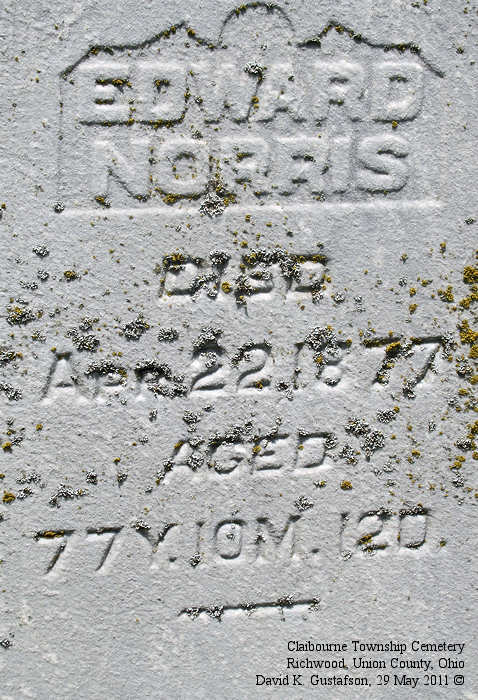 EDWARD
NORRIS
DIED
APR. 22, 1877
AGED
77Y. 10M. 12D
Claibourne Township Cemetery
Richwood, Union County, Ohio
David K. Gustafson, 29 May 2011 ©